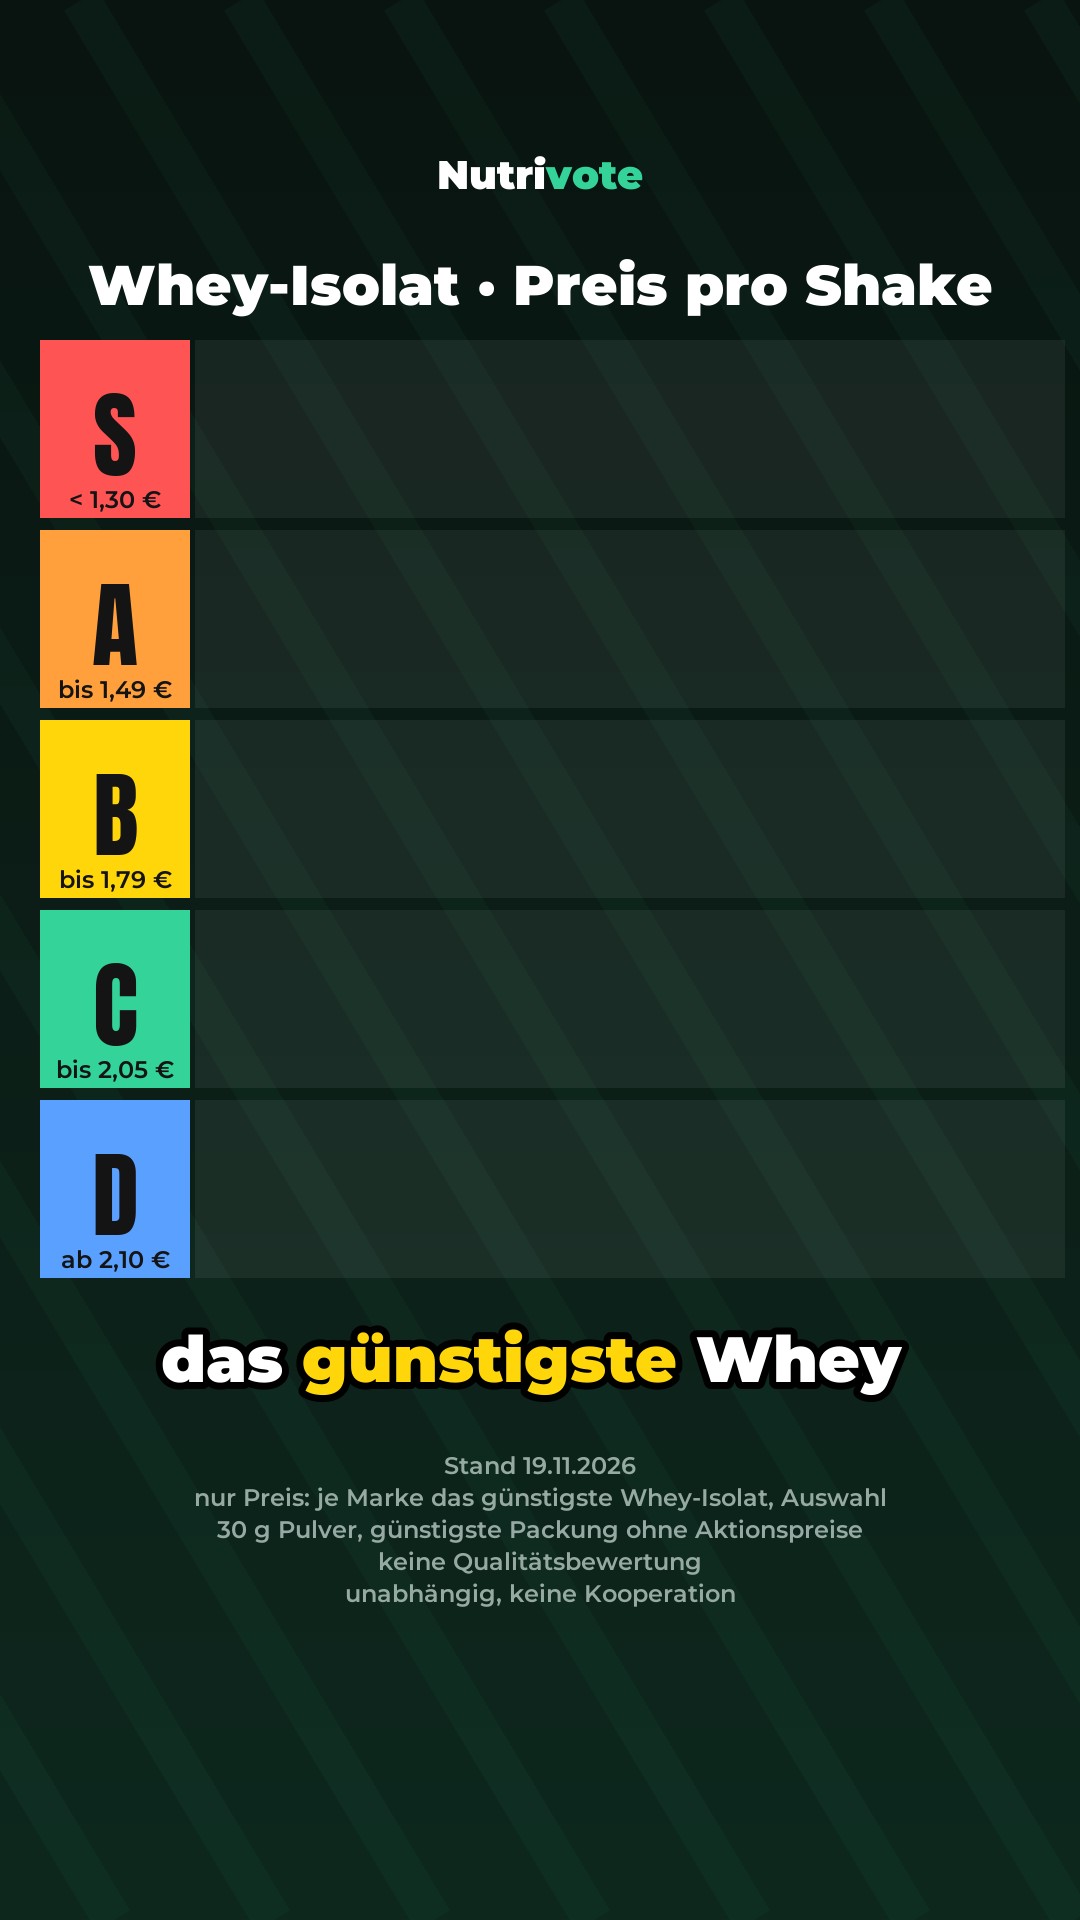 Nutrivote
Whey-Isolat • Preis pro Shake
S
< 1,30 €
A
bis 1,49 €
B
bis 1,79 €
C
bis 2,05 €
D
ab 2,10 €
das günstigste Whey
Stand 19.11.2026
nur Preis: je Marke das günstigste Whey-Isolat, Auswahl
30 g Pulver, günstigste Packung ohne Aktionspreise
keine Qualitätsbewertung
unabhängig, keine Kooperation